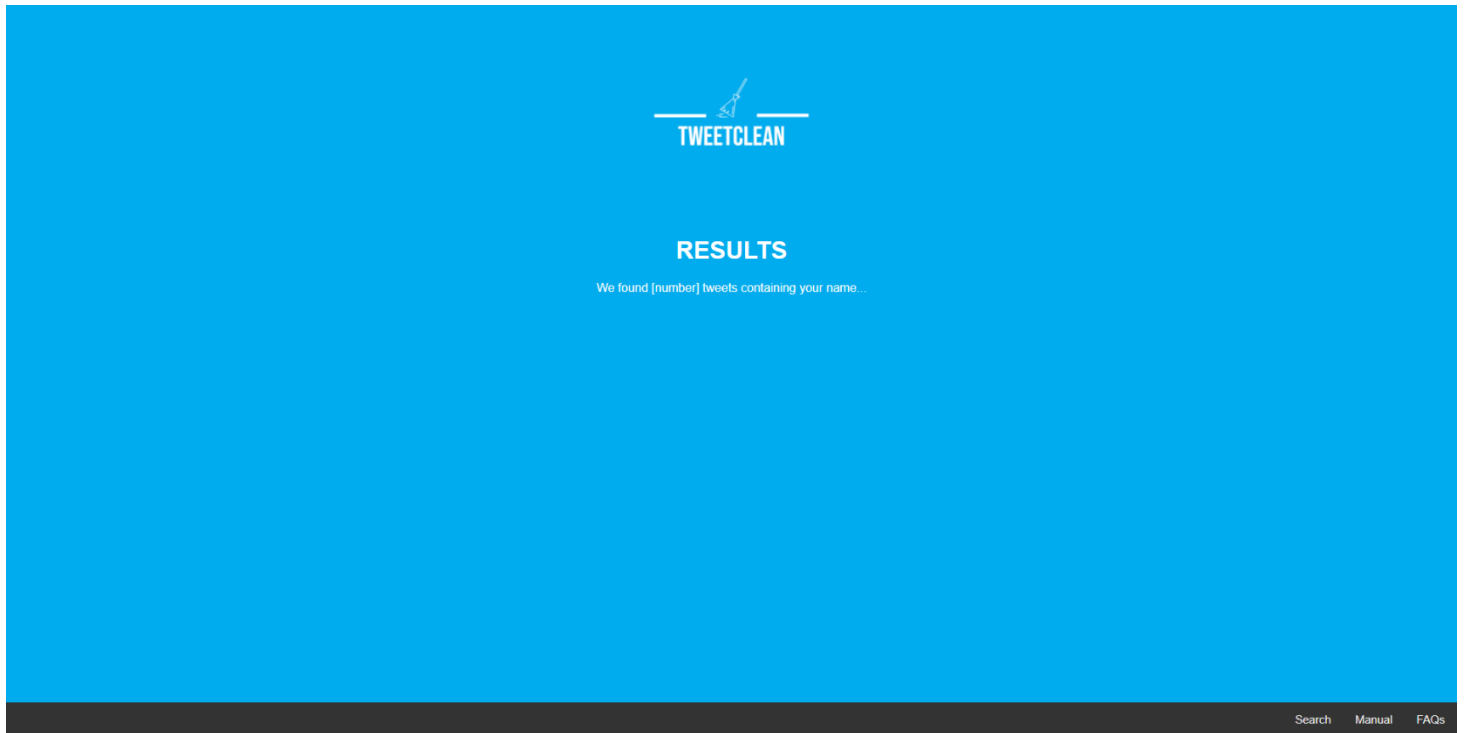 TWEETCLEAN
RESULTS
We found [number] tweets containing your name...
Search Manual FAQs